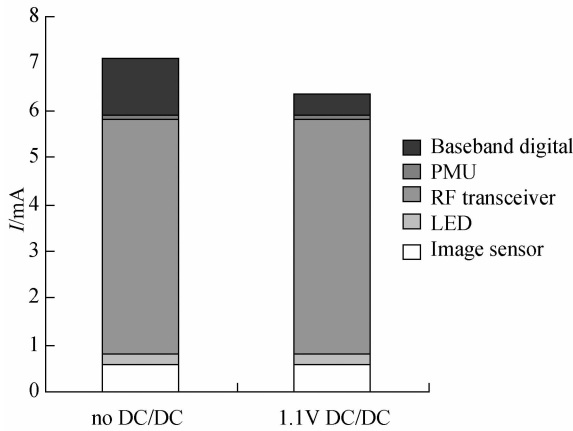 8
7
6
5
4
3
2
1
0
I/mA
no DC/DC
1.1V DC/DC
Baseband digital
PMU
RF transceiver
LED
Image sensor